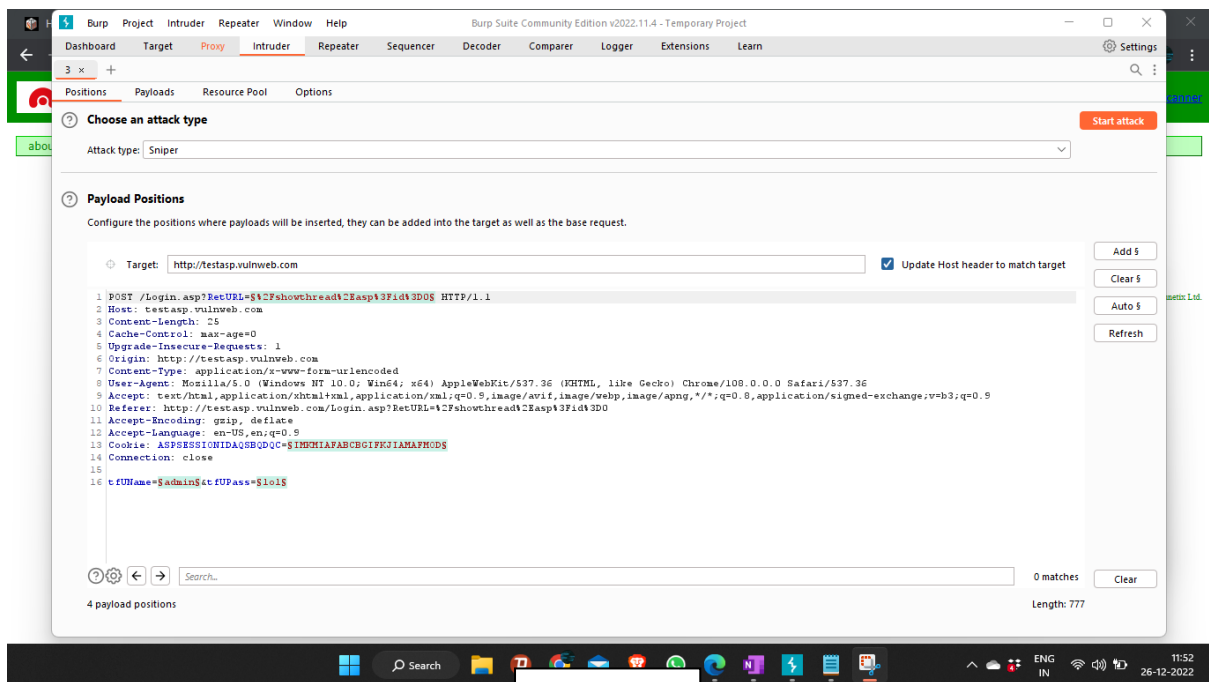 Burp Project Intruder Repeater Window Help Burp Suite Community Edition v2022.11.4 - Temporary Project
Dashboard Target Proxy Intruder Repeater Sequencer Decoder Comparer Logger Extensions Learn Settings
3 × +
Positions Payloads Resource Pool Options
Choose an attack type Start attack
abou
Attack type: Sniper
Payload Positions
Configure the positions where payloads will be inserted, they can be added into the target as well as the base request.
Add §
Target: http://testasp.vulnweb.com Update Host header to match target
Clear §
1 POST /Login.asp?RetURL=§%2Fshowthread%2Easp%3Fid%3D0§ HTTP/1.1
2 Host: testasp.vulnweb.com
Auto §
3 Content-Length: 25
4 Cache-Control: max-age=0
5 Upgrade-Insecure-Requests: 1
Refresh
6 Origin: http://testasp.vulnweb.com
7 Content-Type: application/x-www-form-urlencoded
8 User-Agent: Mozilla/5.0 (Windows NT 10.0; Win64; x64) AppleWebKit/537.36 (KHTML, like Gecko) Chrome/108.0.0.0 Safari/537.36
9 Accept: text/html,application/xhtml+xml,application/xml;q=0.9,image/avif,image/webp,image/apng,*/*;q=0.8,application/signed-exchange;v=b3;q=0.9
10 Referer: http://testasp.vulnweb.com/Login.asp?RetURL=%2Fshowthread%2Easp%3Fid%3D0
11 Accept-Encoding: gzip, deflate
12 Accept-Language: en-US,en;q=0.9
13 Cookie: ASPSESSIONIDAQSBQDQC=§IMKMIAFABCBGIFKJIAMAFMOD§
14 Connection: close
15
16 tfUName=§admin§&tfUPass=§lol§
Search... 0 matches Clear
4 payload positions Length: 777
Search
ENG
IN
11:52
26-12-2022